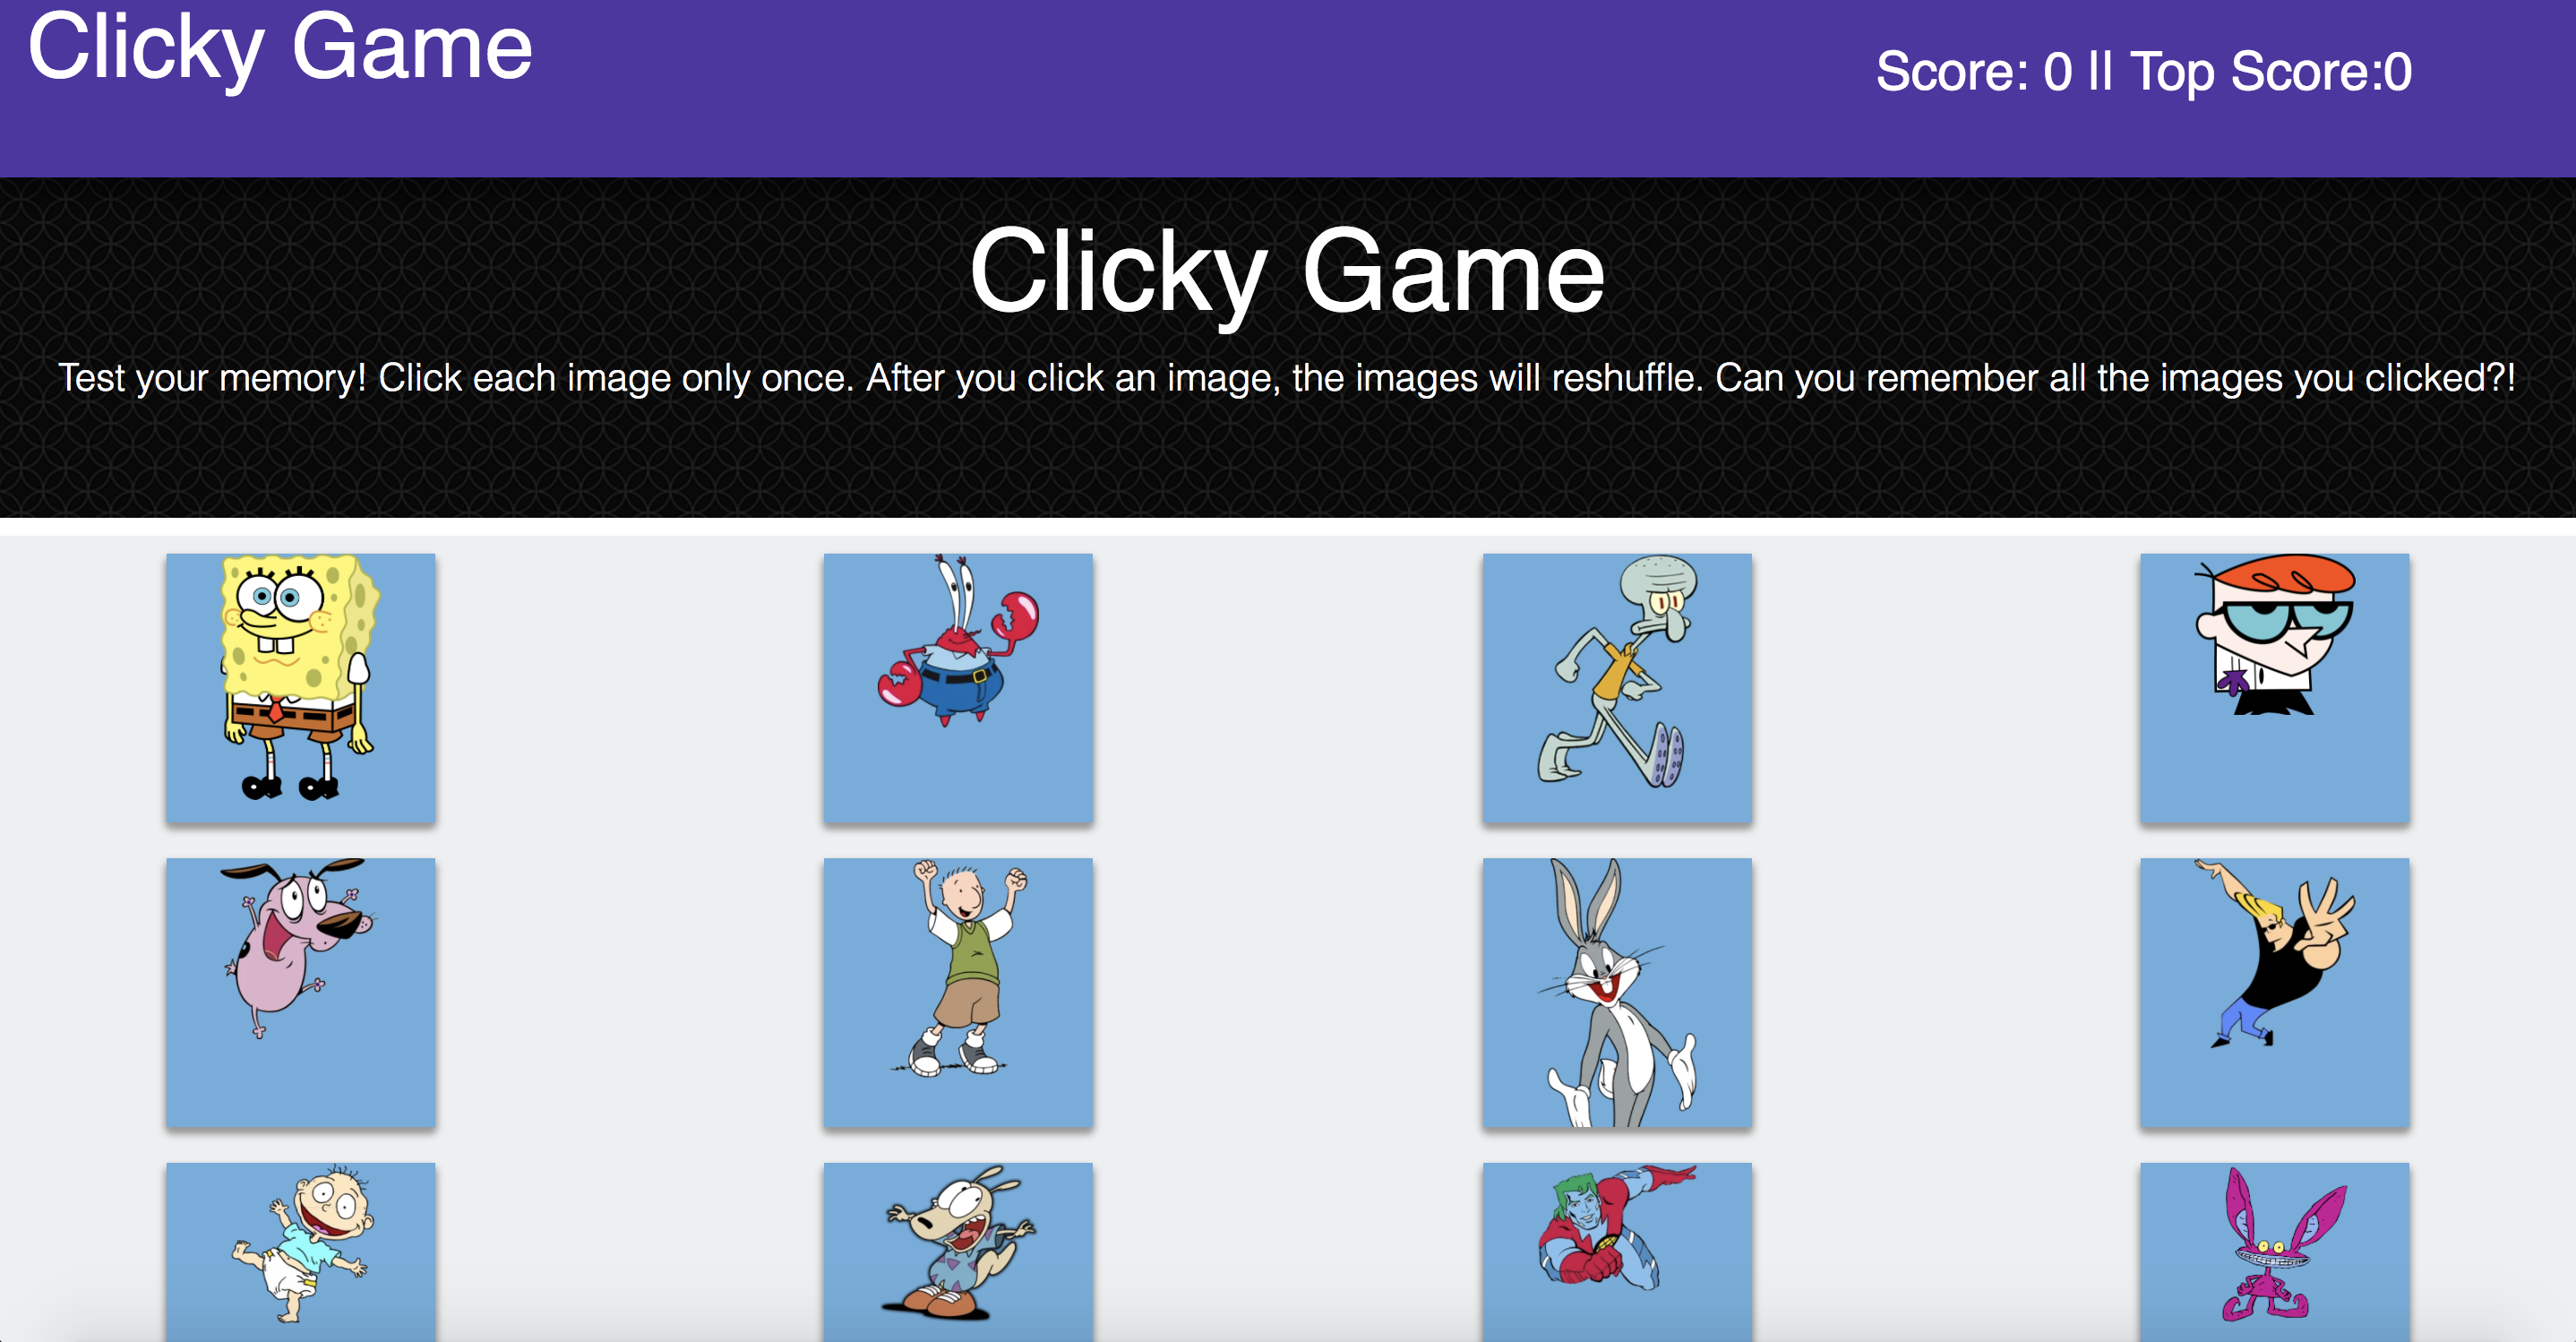 Clicky Game
Score: 0 || Top Score:0
Clicky Game
Test your memory! Click each image only once. After you click an image, the images will reshuffle. Can you remember all the images you clicked?!